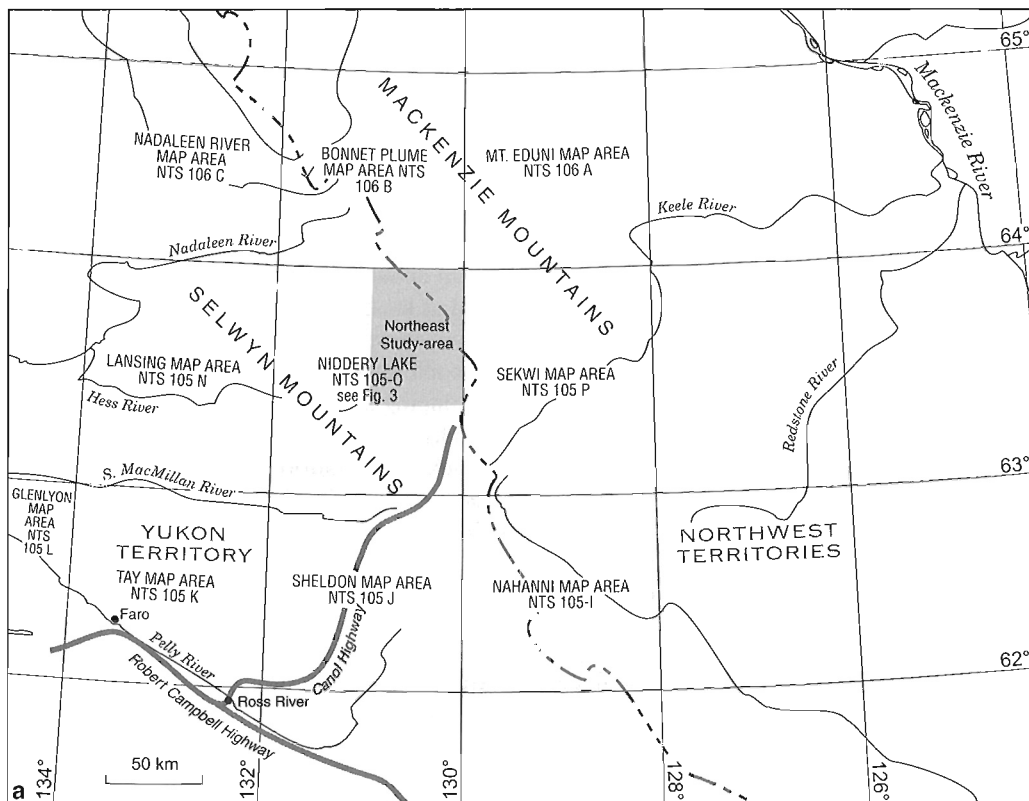 65°
NADALEEN RIVER
MAP AREA
NTS 106 C
BONNET PLUME
MAP AREA NTS
106 B
MACKENZIE MOUNTAINS
MT. EDUNI MAP AREA
NTS 106 A
Mackenzie River
Keele River
Nadaleen River
64°
SELWYN MOUNTAINS
Northeast
Study-area
LANSING MAP AREA
NTS 105 N
NIDDERY LAKE
NTS 105-O
see Fig. 3
SEKWI MAP AREA
NTS 105 P
Hess River
Redstone River
S. MacMillan River
63°
GLENLYON
MAP
AREA
NTS
105 L
YUKON
TERRITORY
NORTHWEST
TERRITORIES
TAY MAP AREA
NTS 105 K
SHELDON MAP AREA
NTS 105 J
NAHANNI MAP AREA
NTS 105-I
Faro
Pelly River
Canol Highway
62°
Robert Campbell Highway
Ross River
50 km
a
134°
132°
130°
128°
126°